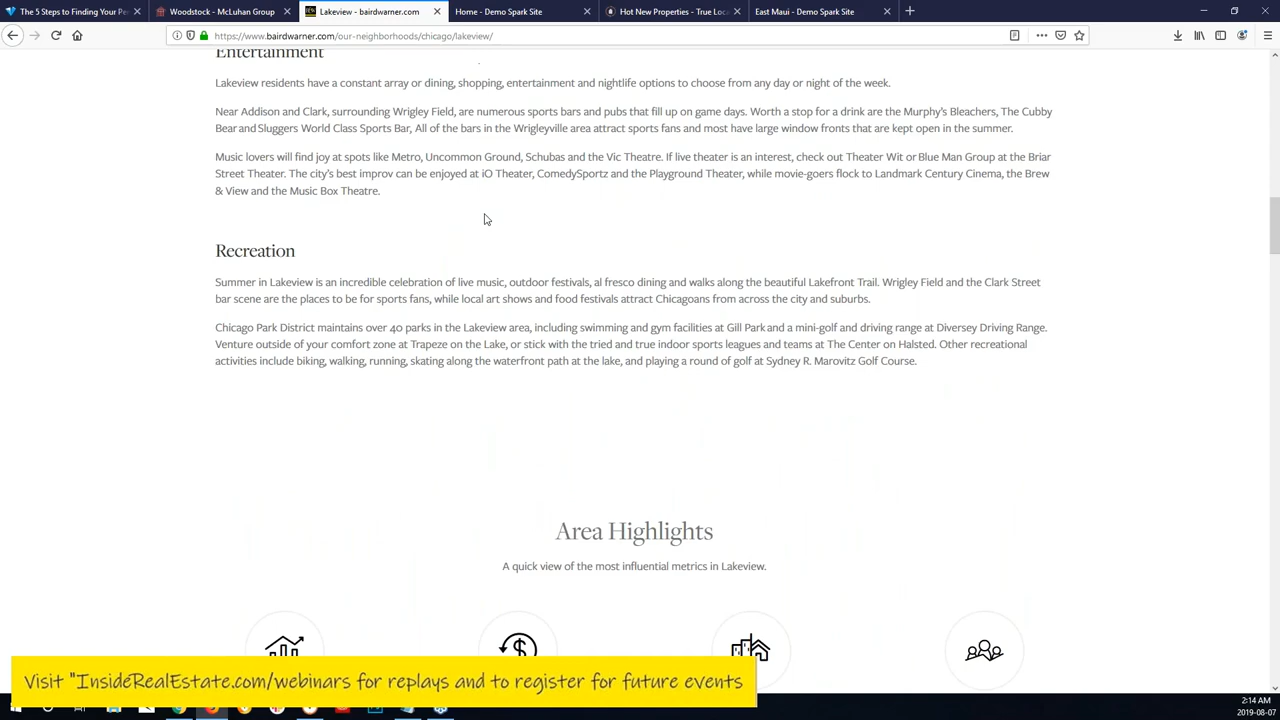 The 5 Steps to Finding Your Pe
Woodstock - McLuhan Group
Lakeview - bairdwarner.com
Home - Demo Spark Site
Hot New Properties - True Loc
East Maui - Demo Spark Site
https://www.bairdwarner.com/our-neighborhoods/chicago/lakeview/
Entertainment
Lakeview residents have a constant array or dining, shopping, entertainment and nightlife options to choose from any day or night of the week.
Near Addison and Clark, surrounding Wrigley Field, are numerous sports bars and pubs that fill up on game days. Worth a stop for a drink are the Murphy's Bleachers, The Cubby
Bear and Sluggers World Class Sports Bar, All of the bars in the Wrigleyville area attract sports fans and most have large window fronts that are kept open in the summer.
Music lovers will find joy at spots like Metro, Uncommon Ground, Schubas and the Vic Theatre. If live theater is an interest, check out Theater Wit or Blue Man Group at the Briar
Street Theater. The city's best improv can be enjoyed at iO Theater, ComedySportz and the Playground Theater, while movie-goers flock to Landmark Century Cinema, the Brew
& View and the Music Box Theatre.
Recreation
Summer in Lakeview is an incredible celebration of live music, outdoor festivals, al fresco dining and walks along the beautiful Lakefront Trail. Wrigley Field and the Clark Street
bar scene are the places to be for sports fans, while local art shows and food festivals attract Chicagoans from across the city and suburbs.
Chicago Park District maintains over 40 parks in the Lakeview area, including swimming and gym facilities at Gill Park and a mini-golf and driving range at Diversey Driving Range.
Venture outside of your comfort zone at Trapeze on the Lake, or stick with the tried and true indoor sports leagues and teams at The Center on Halsted. Other recreational
activities include biking, walking, running, skating along the waterfront path at the lake, and playing a round of golf at Sydney R. Marovitz Golf Course.
Area Highlights
A quick view of the most influential metrics in Lakeview.
Visit "InsideRealEstate.com/webinars for replays and to register for future events
2:14 AM
2019-08-07